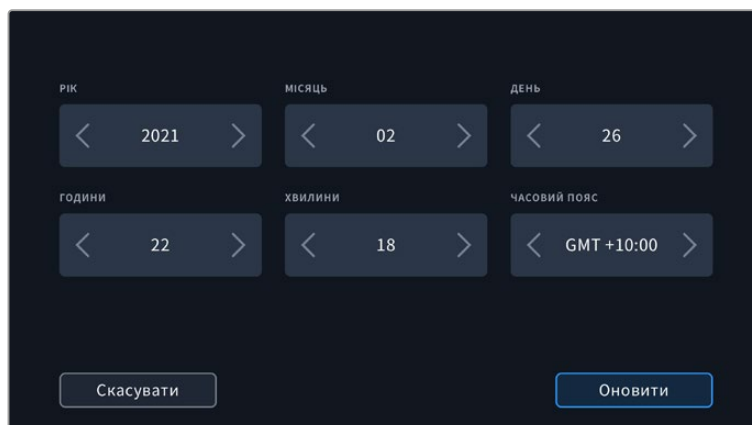 РІК МІСЯЦЬ ДЕНЬ
2021 02 26
ГОДИНИ ХВИЛИНИ ЧАСОВИЙ ПОЯС
22 18 GMT +10:00
Скасувати Оновити